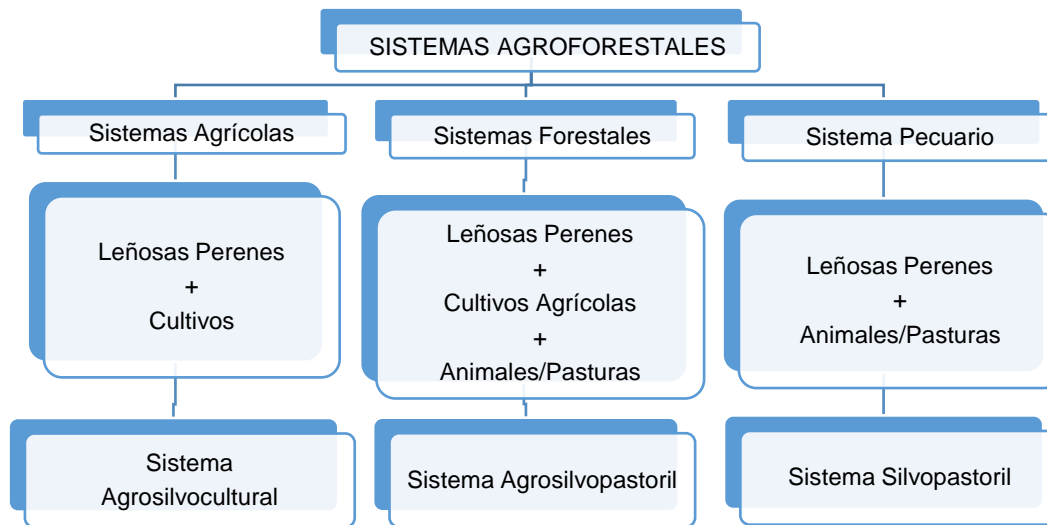 SISTEMAS AGROFORESTALES
Sistemas Agrícolas
Sistemas Forestales
Sistema Pecuario
Leñosas Perenes
+
Cultivos
Leñosas Perenes
+
Cultivos Agrícolas
+
Animales/Pasturas
Leñosas Perenes
+
Animales/Pasturas
Sistema
Agrosilvocultural
Sistema Agrosilvopastoril
Sistema Silvopastoril